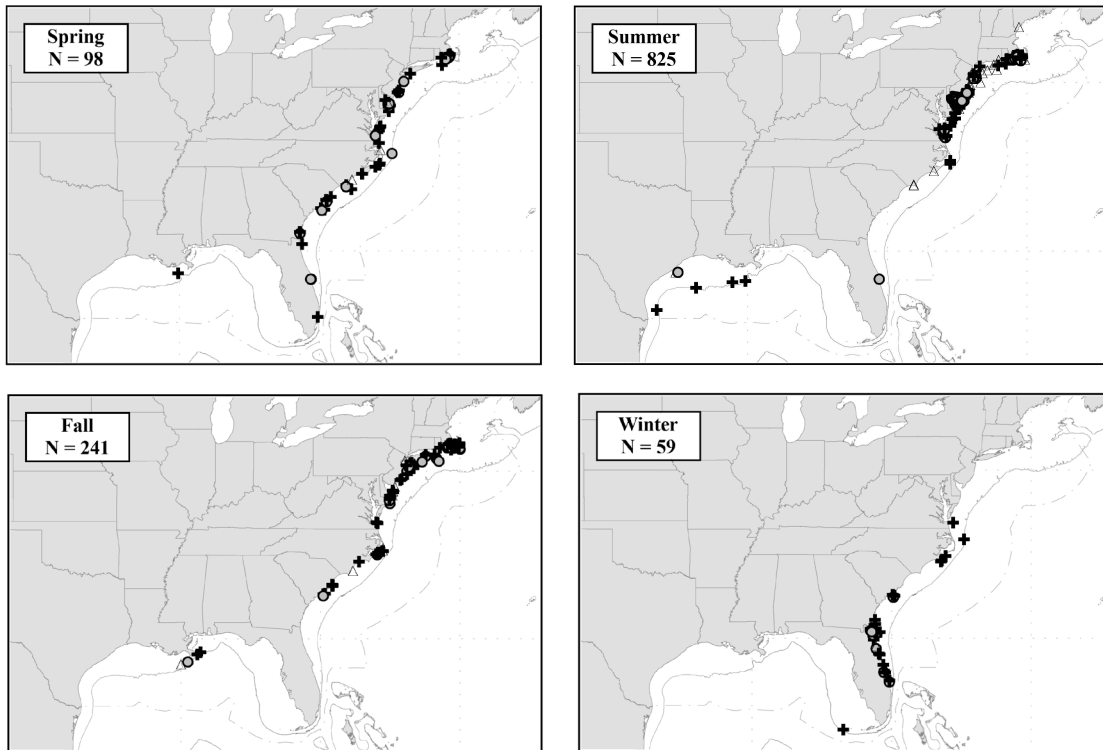 Spring
N = 98
Summer
N = 825
Fall
N = 241
Winter
N = 59